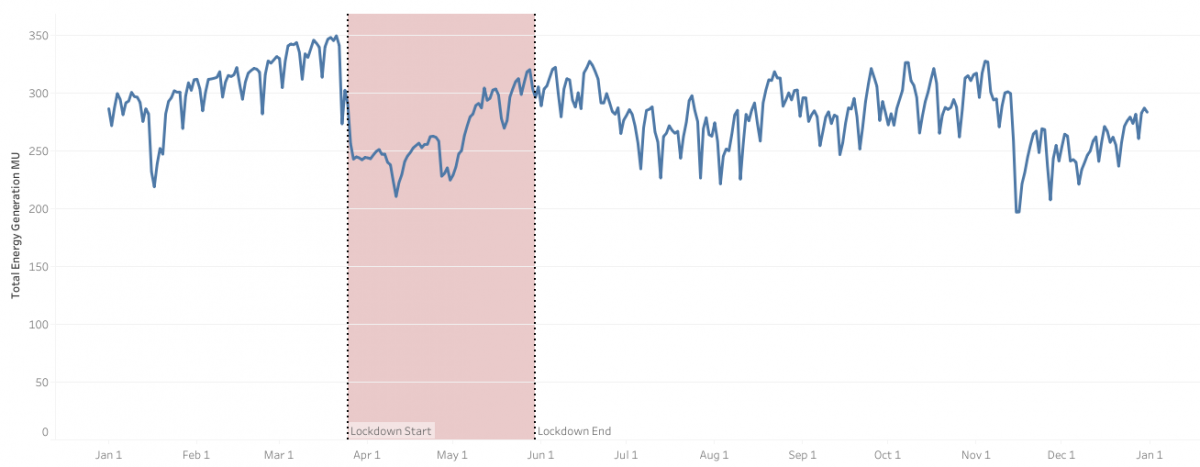 Total Energy Generation MU
350
300
250
200
150
100
50
0
Lockdown Start
Lockdown End
Jan 1
Feb 1
Mar 1
Apr 1
May 1
Jun 1
Jul 1
Aug 1
Sep 1
Oct 1
Nov 1
Dec 1
Jan 1